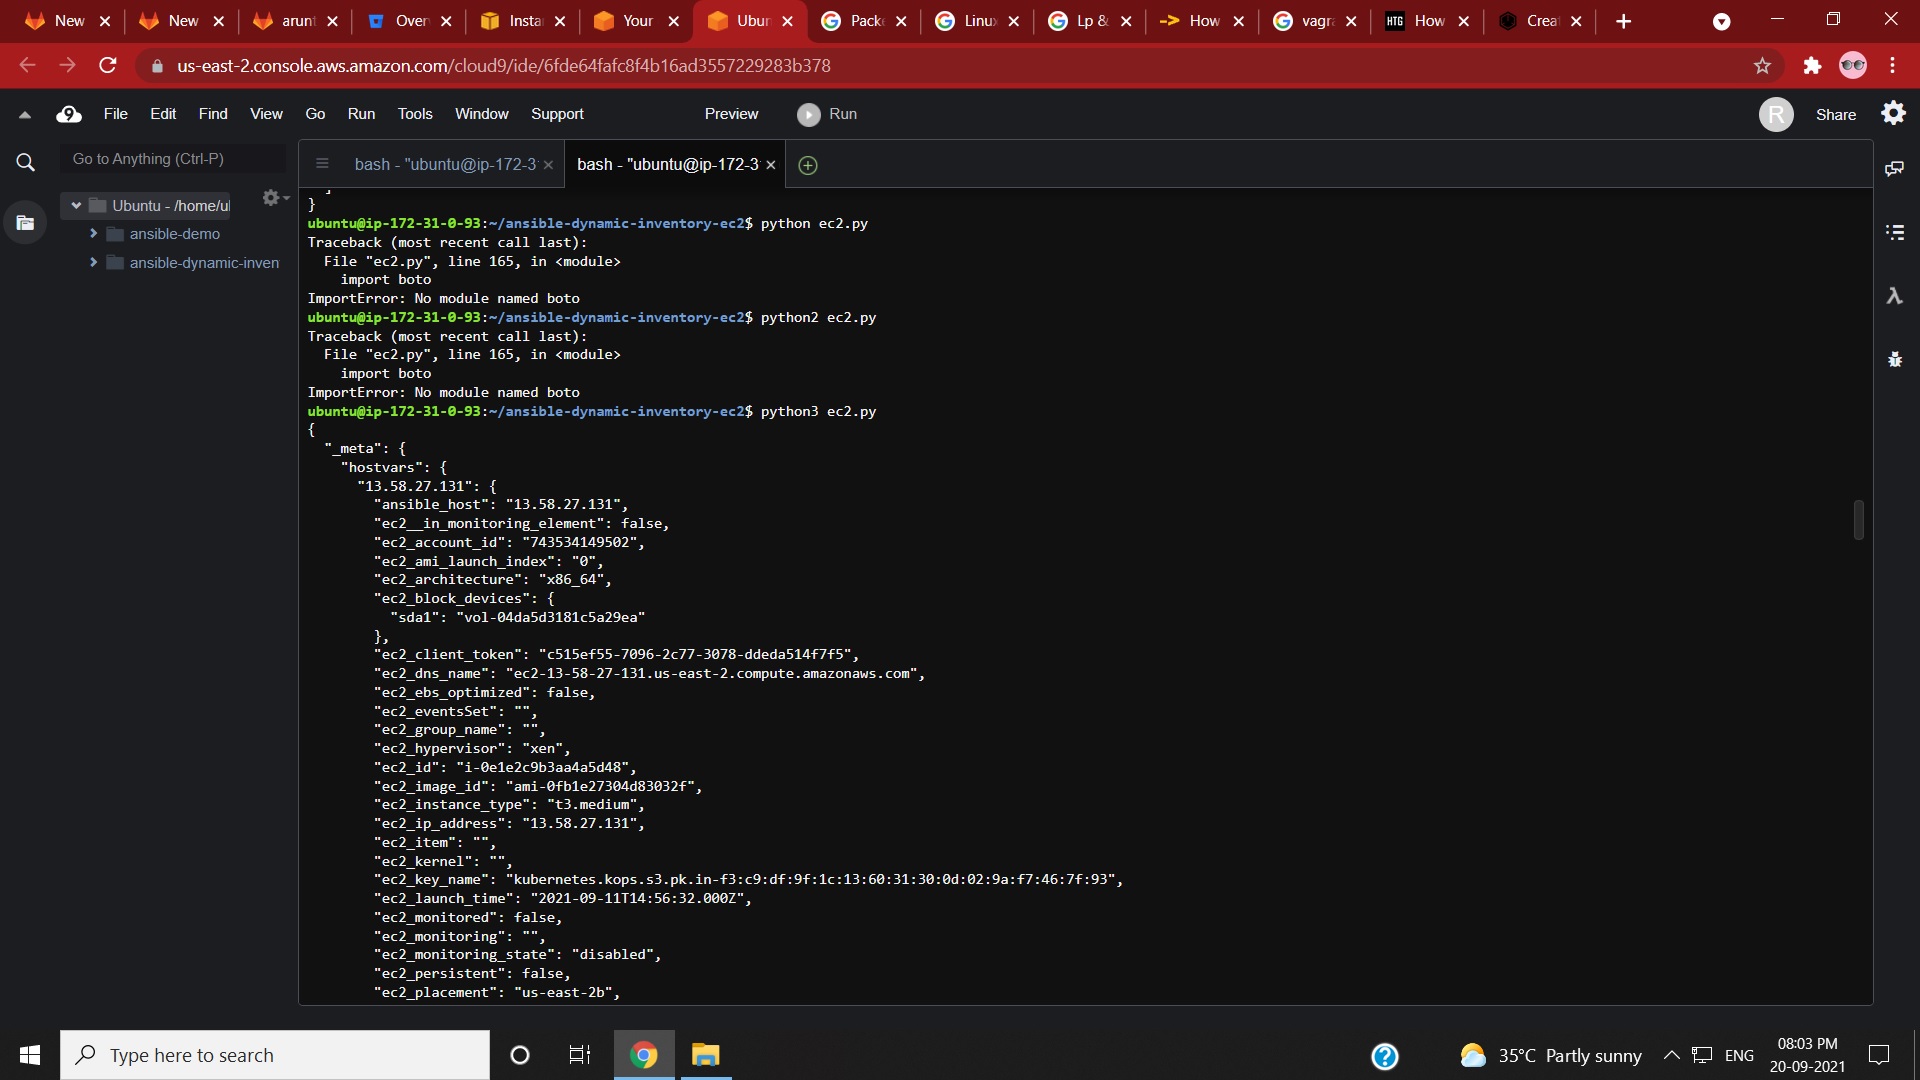 New
New
arunt
Over
Insta
Your
Ubun
Packe
Linux
Lp &
How
vagra
HTG
How
Creat
us-east-2.console.aws.amazon.com/cloud9/ide/6fde64fafc8f4b16ad3557229283b378
9 File Edit Find View Go Run Tools Window Support Preview Run R Share
Go to Anything (Ctrl-P)
bash - "ubuntu@ip-172-3
bash - "ubuntu@ip-172-3
Ubuntu - /home/ul
ansible-demo
ansible-dynamic-inven
]
}
ubuntu@ip-172-31-0-93:~/ansible-dynamic-inventory-ec2$ python ec2.py
Traceback (most recent call last):
File "ec2.py", line 165, in <module>
import boto
ImportError: No module named boto
ubuntu@ip-172-31-0-93:~/ansible-dynamic-inventory-ec2$ python2 ec2.py
Traceback (most recent call last):
File "ec2.py", line 165, in <module>
import boto
ImportError: No module named boto
ubuntu@ip-172-31-0-93:~/ansible-dynamic-inventory-ec2$ python3 ec2.py
{
"_meta": {
"hostvars": {
"13.58.27.131": {
"ansible_host": "13.58.27.131",
"ec2__in_monitoring_element": false,
"ec2_account_id": "743534149502",
"ec2_ami_launch_index": "0",
"ec2_architecture": "x86_64",
"ec2_block_devices": {
"sda1": "vol-04da5d3181c5a29ea"
},
"ec2_client_token": "c515ef55-7096-2c77-3078-ddeda514f7f5",
"ec2_dns_name": "ec2-13-58-27-131.us-east-2.compute.amazonaws.com",
"ec2_ebs_optimized": false,
"ec2_eventsSet": "",
"ec2_group_name": "",
"ec2_hypervisor": "xen",
"ec2_id": "i-0e1e2c9b3aa4a5d48",
"ec2_image_id": "ami-0fb1e27304d83032f",
"ec2_instance_type": "t3.medium",
"ec2_ip_address": "13.58.27.131",
"ec2_item": "",
"ec2_kernel": "",
"ec2_key_name": "kubernetes.kops.s3.pk.in-f3:c9:df:9f:1c:13:60:31:30:0d:02:9a:f7:46:7f:93",
"ec2_launch_time": "2021-09-11T14:56:32.000Z",
"ec2_monitored": false,
"ec2_monitoring": "",
"ec2_monitoring_state": "disabled",
"ec2_persistent": false,
"ec2_placement": "us-east-2b",
Type here to search
35°C Partly sunny
ENG
08:03 PM
20-09-2021